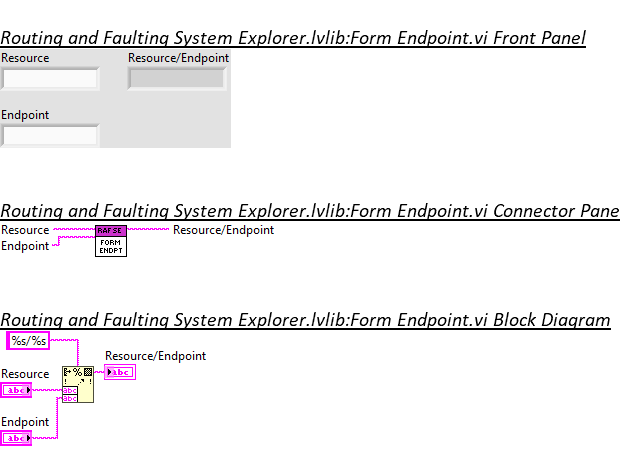 Routing and Faulting System Explorer.lvlib:Form Endpoint.vi Front Panel
Resource
Resource/Endpoint
Endpoint
Routing and Faulting System Explorer.lvlib:Form Endpoint.vi Connector Pane
Resource
RAFSE
Resource/Endpoint
Endpoint
FORM
ENDPT
Routing and Faulting System Explorer.lvlib:Form Endpoint.vi Block Diagram
%s/%s
Resource/Endpoint
%
abc
Resource
abc
abc
abc
Endpoint
abc